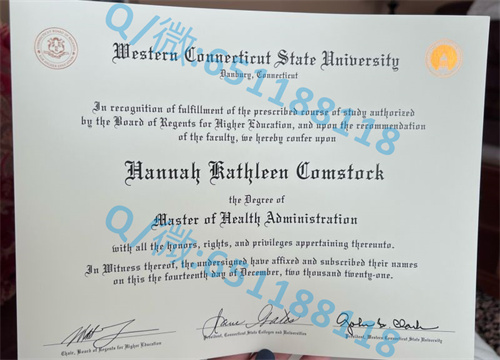 Western Connecticut State University
Danbury, Connecticut
In recognition of fulfillment of the prescribed course of study authorized
by the Board of Regents for Higher Education, and upon the recommendation
of the faculty, we hereby confer upon
Hannah Kathleen Comstock
the Degree of
Master of Health Administration
with all the honors, rights, and privileges appertaining thereunto.
In Witness thereof, the undersigned have affixed and subscribed their names
on this the fourteenth day of December, two thousand twenty-one.
Chair, Board of Regents for Higher Education
President, Connecticut State Colleges and Universities
President, Western Connecticut State University
Q/微:651188118
Q/微:651188118